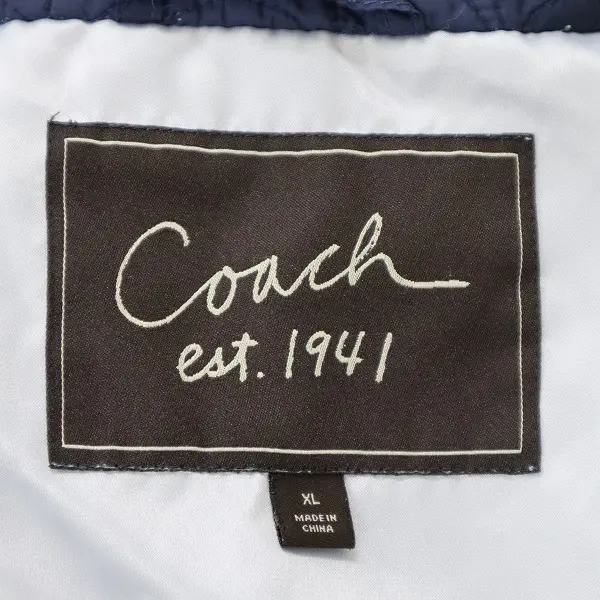 Coach
est. 1941
XL
MADE IN
CHINA